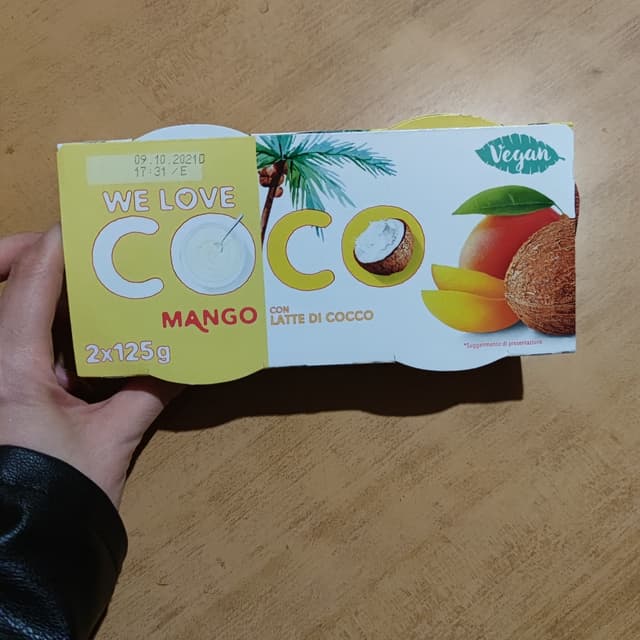 09.10.2021D
17:31 /E
Vegan
WE LOVE
COCO
MANGO
CON
LATTE DI COCCO
2x125g
*Suggerimento di presentazione